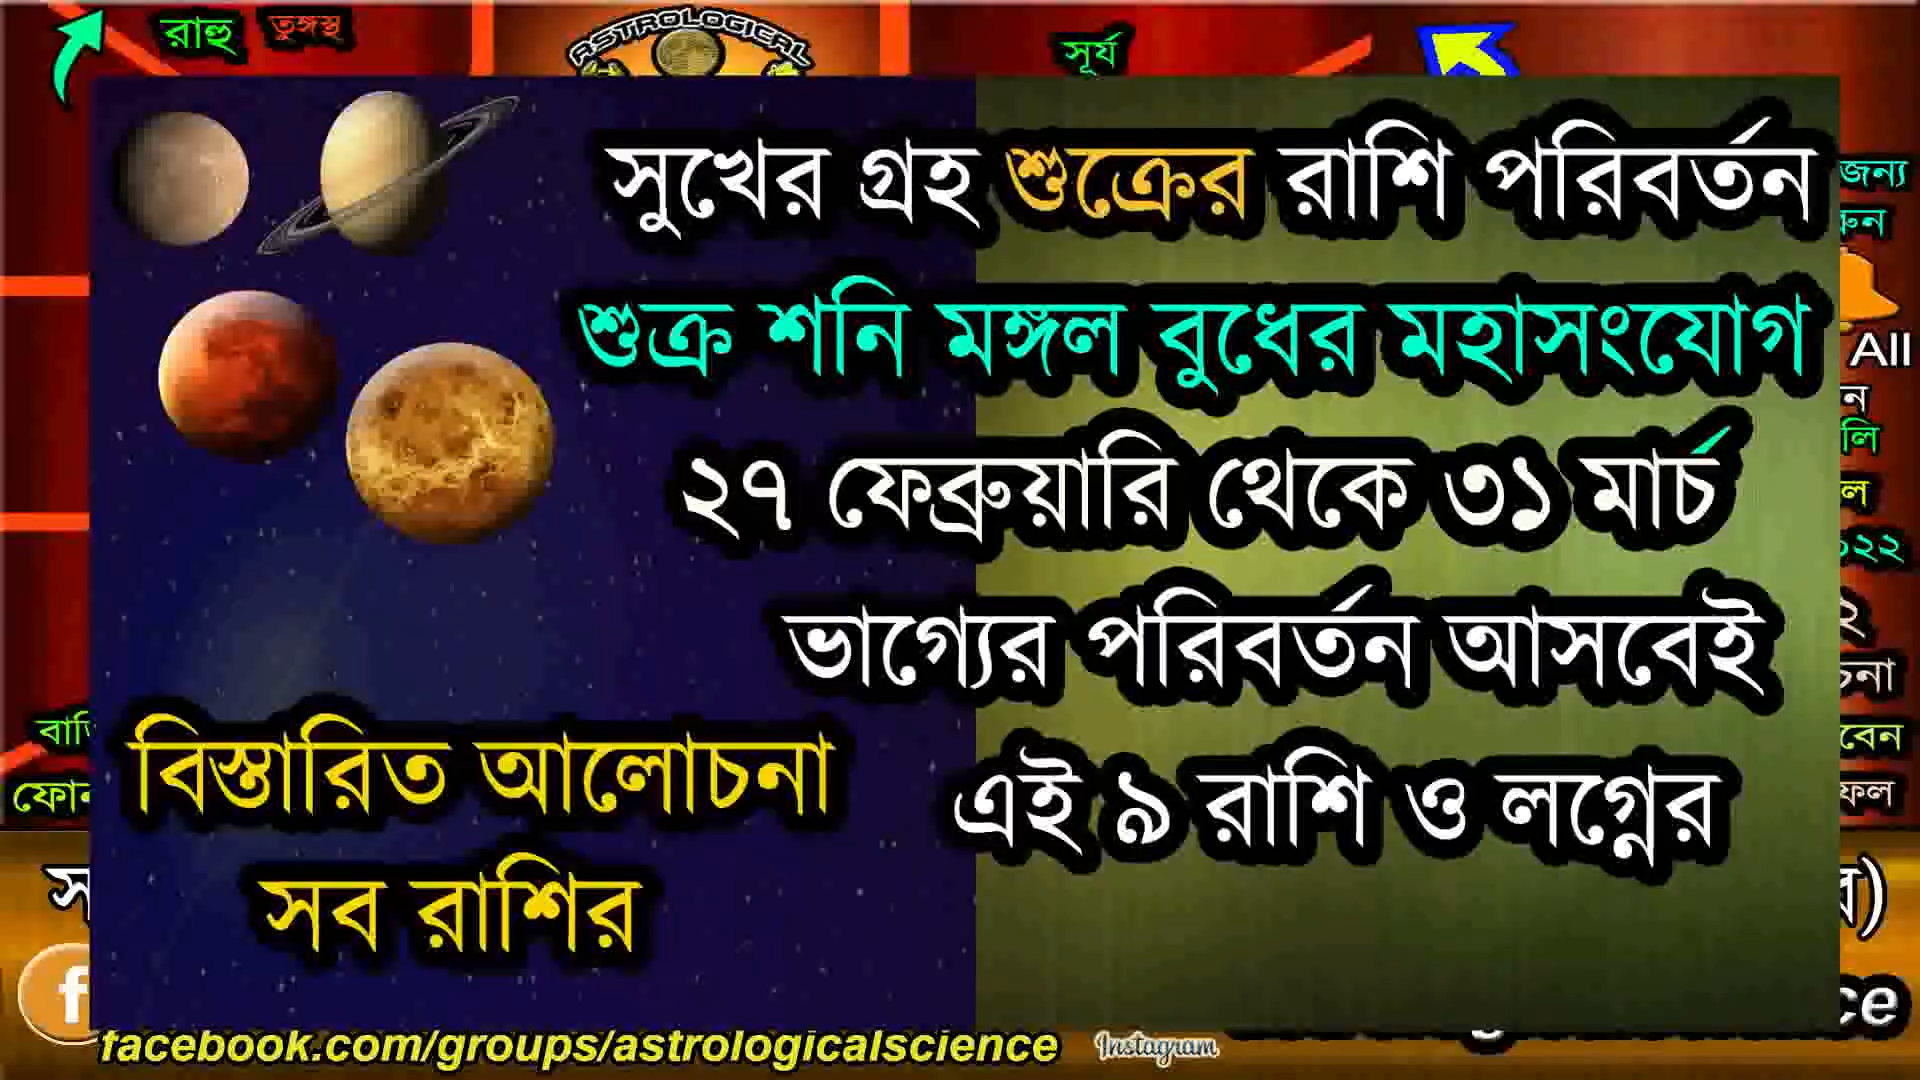 রাহু তুঙ্গস্থ
ASTROLOGICAL
সূর্য
সুখের গ্রহ শুক্রের রাশি পরিবর্তন
শুক্র শনি মঙ্গল বুধের মহাসংযোগ
২৭ ফেব্রুয়ারি থেকে ৩১ মার্চ
ভাগ্যের পরিবর্তন আসবেই
এই ৯ রাশি ও লগ্নের
বিস্তারিত আলোচনা
সব রাশির
জন্য
All
facebook.com/groups/astrologicalscience
Instagram